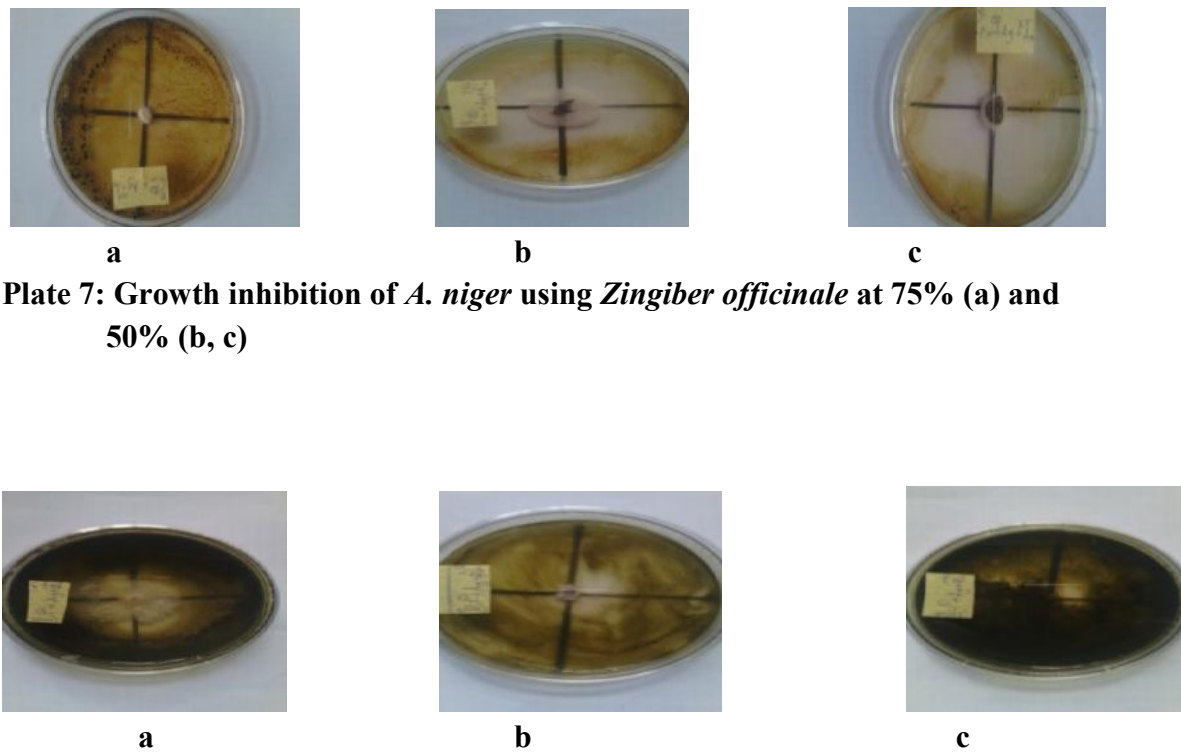 a b c
Plate 7: Growth inhibition of A. niger using Zingiber officinale at 75% (a) and
50% (b, c)
a b c